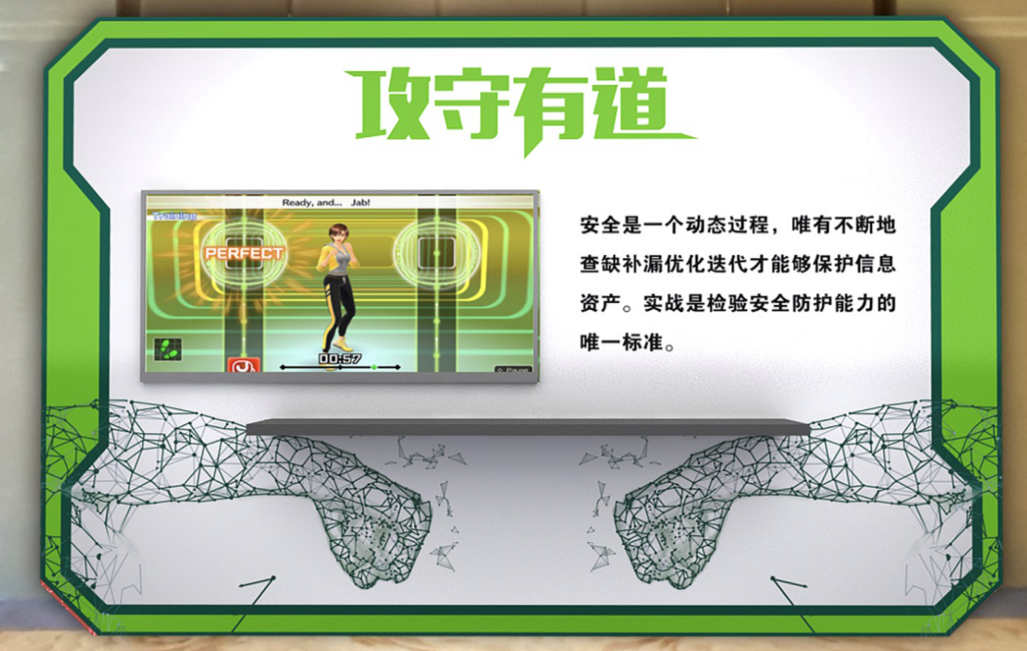 攻守有道
Ready, and... Jab!
Training
PERFECT
00:57
Pause
安全是一个动态过程，唯有不断地
查缺补漏优化迭代才能够保护信息
资产。实战是检验安全防护能力的
唯一标准。